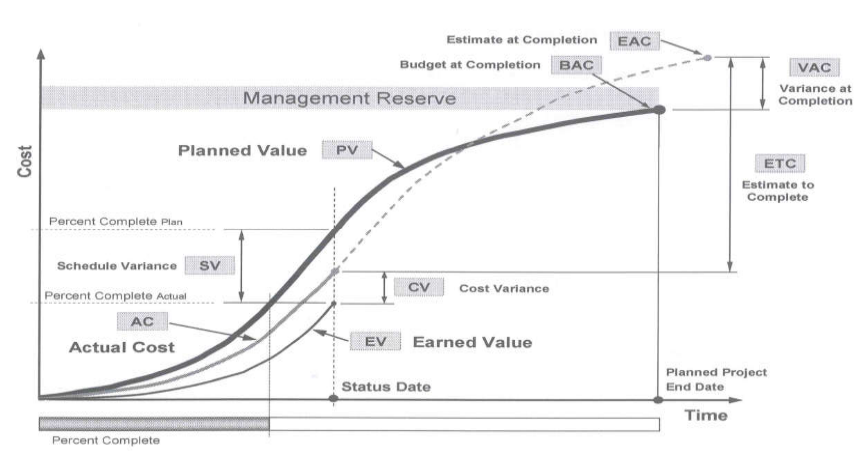 Estimate at Completion EAC
Budget at Completion BAC
VAC
Variance at
Completion
Management Reserve
Planned Value PV
Cost
ETC
Estimate to
Complete
Percent Complete Plan
Schedule Variance SV
Percent Complete Actual
CV Cost Variance
AC
Actual Cost
EV Earned Value
Status Date
Planned Project
End Date
Time
Percent Complete